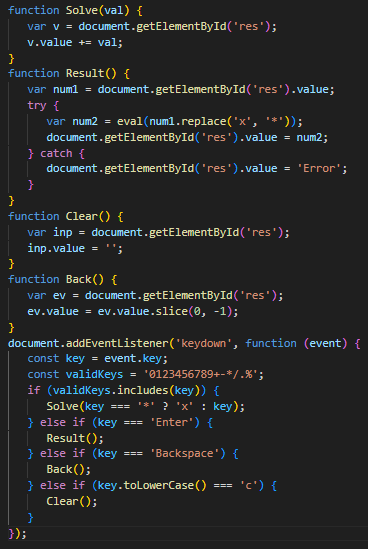 function Solve(val) {
   var v = document.getElementById('res');
   v.value += val;
}
function Result() {
   var num1 = document.getElementById('res').value;
   try {
      var num2 = eval(num1.replace('x', '*'));
      document.getElementById('res').value = num2;
   } catch {
      document.getElementById('res').value = 'Error';
   }
}
function Clear() {
   var inp = document.getElementById('res');
   inp.value = '';
}
function Back() {
   var ev = document.getElementById('res');
   ev.value = ev.value.slice(0, -1);
}
document.addEventListener('keydown', function (event) {
   const key = event.key;
   const validKeys = '0123456789+-*/.%';
   if (validKeys.includes(key)) {
      Solve(key === '*' ? 'x' : key);
   } else if (key === 'Enter') {
      Result();
   } else if (key === 'Backspace') {
      Back();
   } else if (key.toLowerCase() === 'c') {
      Clear();
   }
});